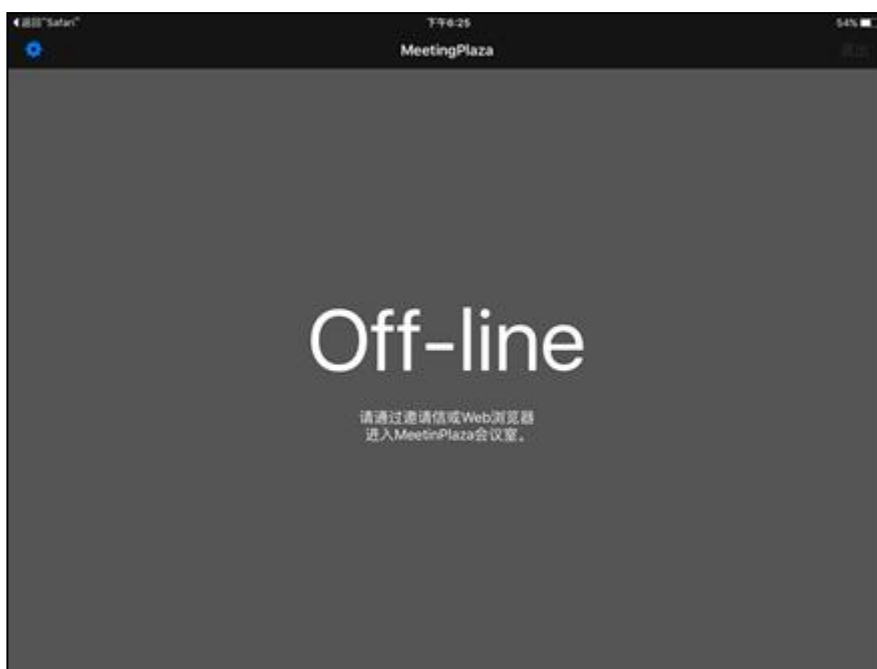 返回"Safari"
下午6:25
54%
MeetingPlaza
退出
Off-line
请通过邀请信或Web浏览器
进入MeetinPlaza会议室。